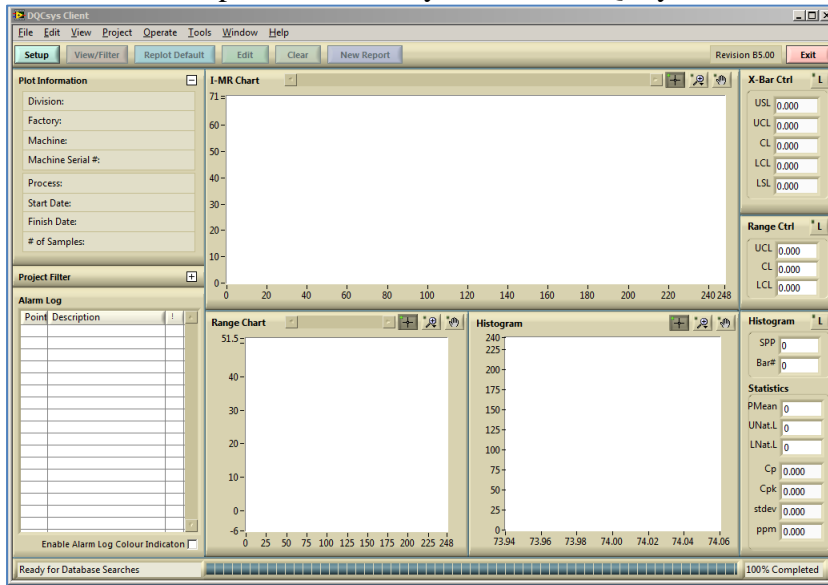 DQCsys Client
File Edit View Project Operate Tools Window Help
Setup View/Filter Replot Default Edit Clear New Report Revision B5.00 Exit
Plot Information
Division:
Factory:
Machine:
Machine Serial #:
Process:
Start Date:
Finish Date:
# of Samples:
Project Filter
Alarm Log
Point Description !
Enable Alarm Log Colour Indicaton
I-MR Chart
71
60
50
40
30
20
10
0
0 20 40 60 80 100 120 140 160 180 200 220 240 248
Range Chart
51.5
40
30
20
10
0
-6
0 25 50 75 100 125 150 175 200 225 248
Histogram
240
225
200
175
150
125
100
75
50
25
0
73.94 73.96 73.98 74.00 74.02 74.04 74.06
X-Bar Ctrl L
USL 0.000
UCL 0.000
CL 0.000
LCL 0.000
LSL 0.000
Range Ctrl L
UCL 0.000
CL 0.000
LCL 0.000
Histogram L
SPP 0
Bar# 0
Statistics
PMean 0
UNat.L 0
LNat.L 0
Cp 0.000
Cpk 0.000
stdev 0.000
ppm 0.000
Ready for Database Searches 100% Completed